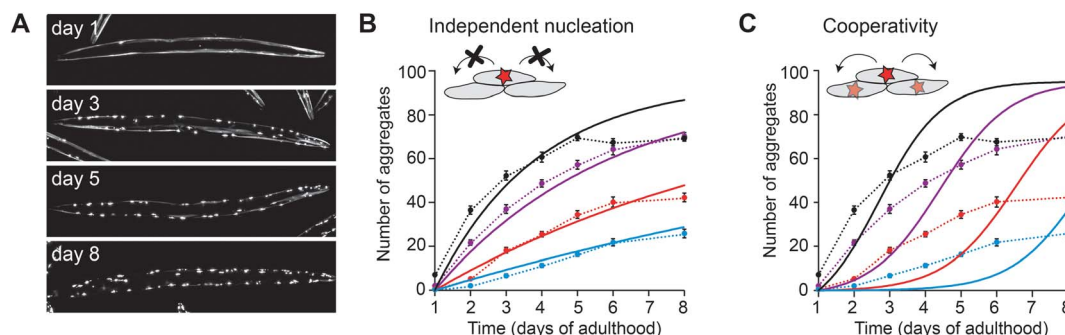 A
day 1
day 3
day 5
day 8
B
Independent nucleation
100
80
60
40
20
0
Number of aggregates
1 2 3 4 5 6 7 8
Time (days of adulthood)
C
Cooperativity
100
80
60
40
20
0
Number of aggregates
1 2 3 4 5 6 7 8
Time (days of adulthood)